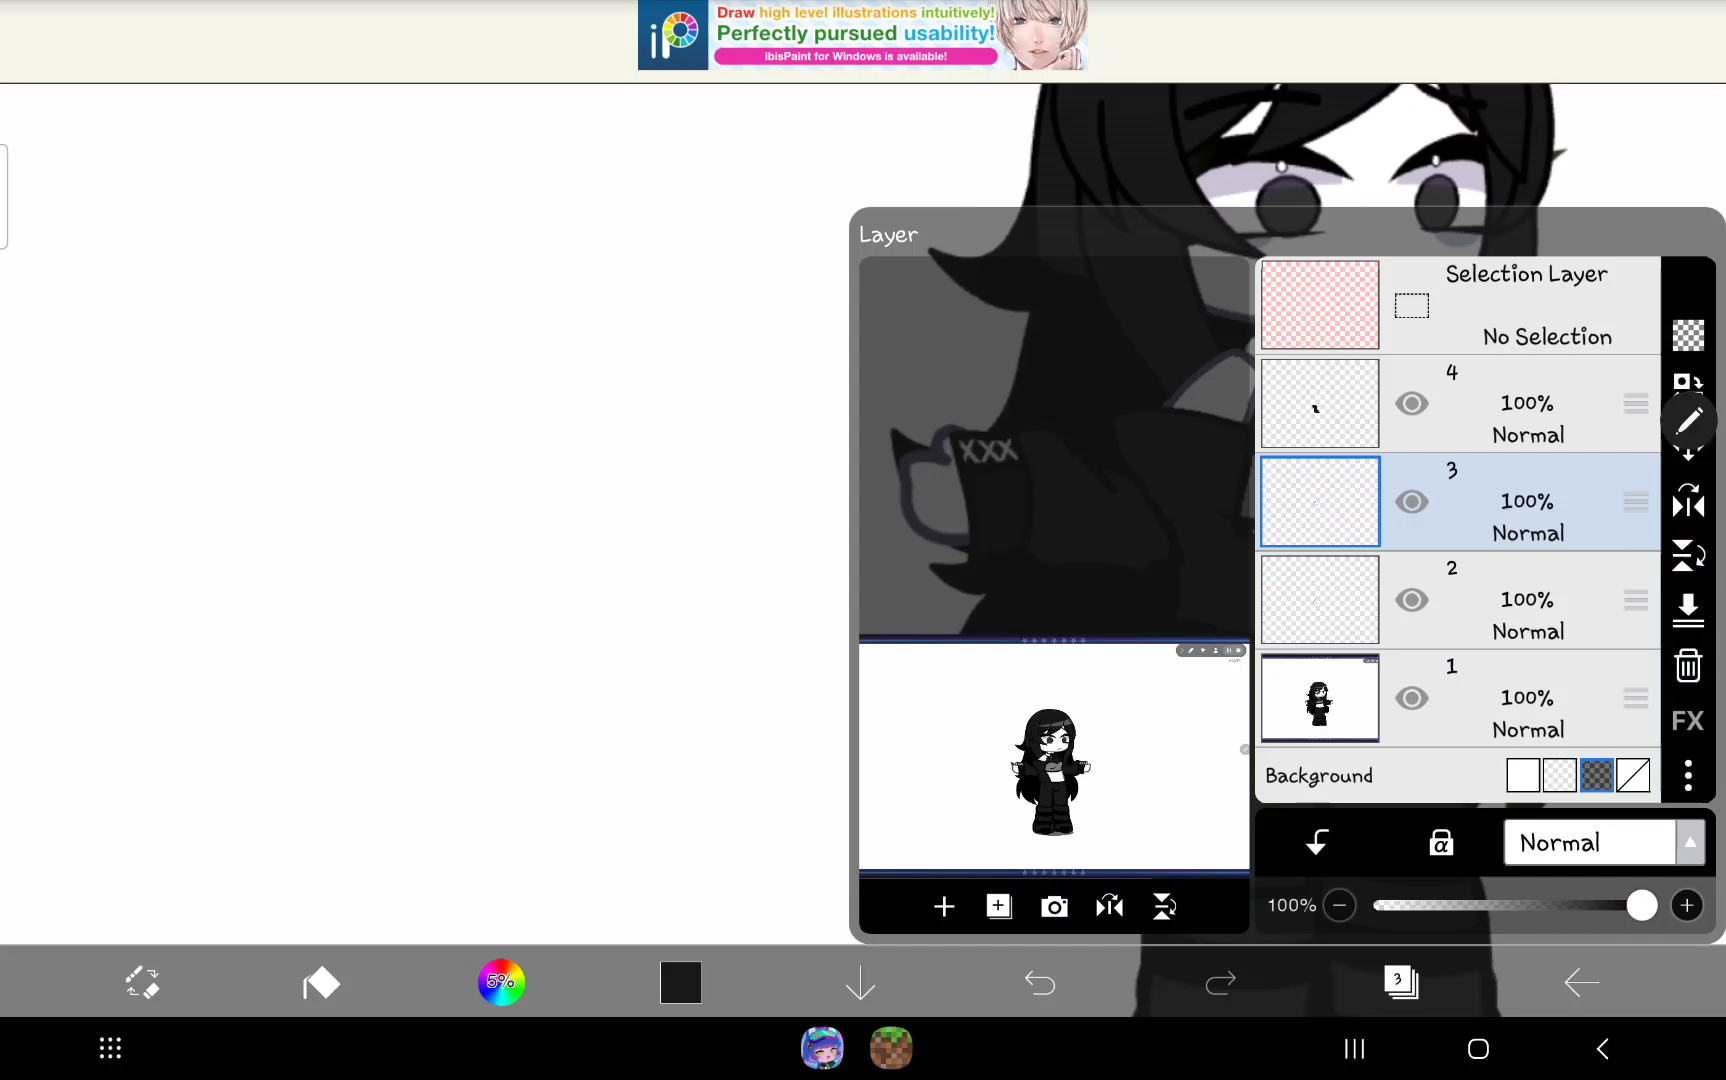 iP
Draw high level illustrations intuitively!
Perfectly pursued usability!
ibisPaint for Windows is available!
Layer
Selection Layer
No Selection
4
100%
Normal
3
100%
Normal
2
100%
Normal
1
100%
Normal
XXX
Background
FX
α
Normal
100%
5%
3